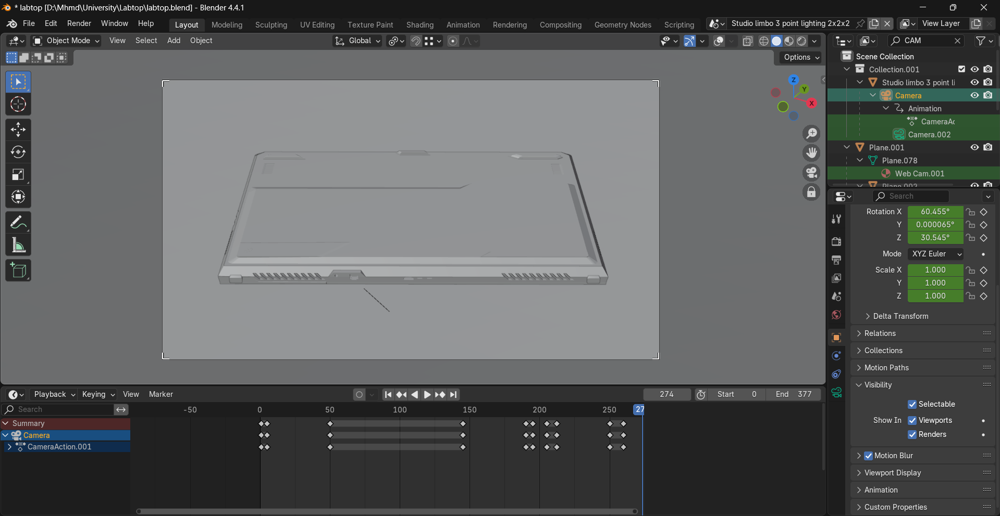 * labtop [D:\Mhmd\University\Labtop\labtop.blend] - Blender 4.4.1
File Edit Render Window Help Layout Modeling Sculpting UV Editing Texture Paint Shading Animation Rendering Compositing Geometry Nodes Scripting Studio limbo 3 point lighting 2x2x2 View Layer
Object Mode View Select Add Object Global CAM
Options
Z
Y
X
Scene Collection
Collection.001
Studio limbo 3 point li
Camera
Animation
CameraAc
Camera.002
Plane.001
Plane.078
Web Cam.001
Plane.002
Search
Rotation X 60.455°
Y 0.000065°
Z 30.545°
Mode XYZ Euler
Scale X 1.000
Y 1.000
Z 1.000
Delta Transform
Relations
Collections
Motion Paths
Visibility
Selectable
Show In Viewports
Renders
Motion Blur
Viewport Display
Animation
Custom Properties
Playback Keying View Marker 274 Start 0 End 377
Search -50 0 50 100 150 200 250 27
Summary
Camera
CameraAction.001